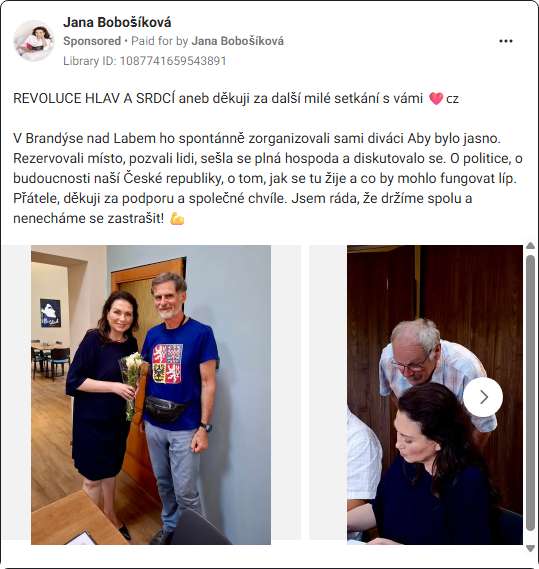 Jana Bobošíková
Sponsored • Paid for by Jana Bobošíková
Library ID: 1087741659543891
REVOLUCE HLAV A SRDCÍ aneb děkuji za další milé setkání s vámi ❤️ cz
V Brandýse nad Labem ho spontánně zorganizovali sami diváci Aby bylo jasno.
Rezervovali místo, pozvali lidi, sešla se plná hospoda a diskutovalo se. O politice, o
budoucnosti naší České republiky, o tom, jak se tu žije a co by mohlo fungovat líp.
Přátele, děkuji za podporu a společné chvíle. Jsem ráda, že držíme spolu a
nenecháme se zastrašit! 💪